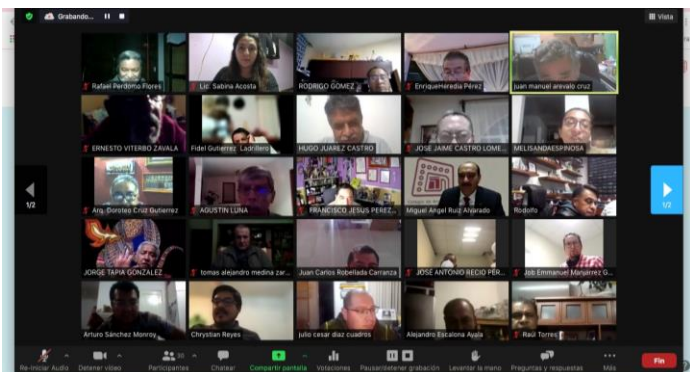 Grabando...
Vista
Rafael Perdomo Flores
Lic. Sabina Acosta
RODRIGO GOMEZ
EnriqueHeredia Pérez
juan manuel arevalo cruz
ERNESTO VITERBO ZAVALA
Fidel Gutierrez Ladrillero
HUGO JUAREZ CASTRO
JOSE JAIME CASTRO LOME...
MELISANDAESPINOSA
Arq. Doroteo Cruz Gutierrez
AGUSTIN LUNA
FRANCISCO JESUS PEREZ...
Miguel Angel Ruiz Alvarado
Rodolfo
1/2
1/2
JORGE TAPIA GONZALEZ
tomas alejandro medina zar...
Juan Carlos Robellada Carranza
JOSE ANTONIO RECIO PER...
Job Emmanuel Manjarrez G...
Arturo Sánchez Monroy
Chrystian Reyes
julio cesar diaz cuadros
Alejandro Escalona Ayala
Raúl Torres
Re-iniciar Audio
Detener video
Participantes
Chatear
Compartir pantalla
Votaciones
Pausar/detener grabación
Levantar la mano
Preguntas y respuestas
Más
Fin